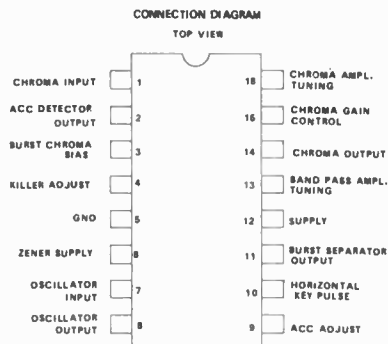 CONNECTION DIAGRAM
TOP VIEW
CHROMA INPUT
1
ACC DETECTOR
OUTPUT
2
BURST CHROMA
BIAS
3
KILLER ADJUST
4
GND
5
ZENER SUPPLY
6
OSCILLATOR
INPUT
7
OSCILLATOR
OUTPUT
8
16
CHROMA AMPL.
TUNING
15
CHROMA GAIN
CONTROL
14
CHROMA OUTPUT
13
BAND PASS AMPL.
TUNING
12
SUPPLY
11
BURST SEPARATOR
OUTPUT
10
HORIZONTAL
KEY PULSE
9
ACC ADJUST